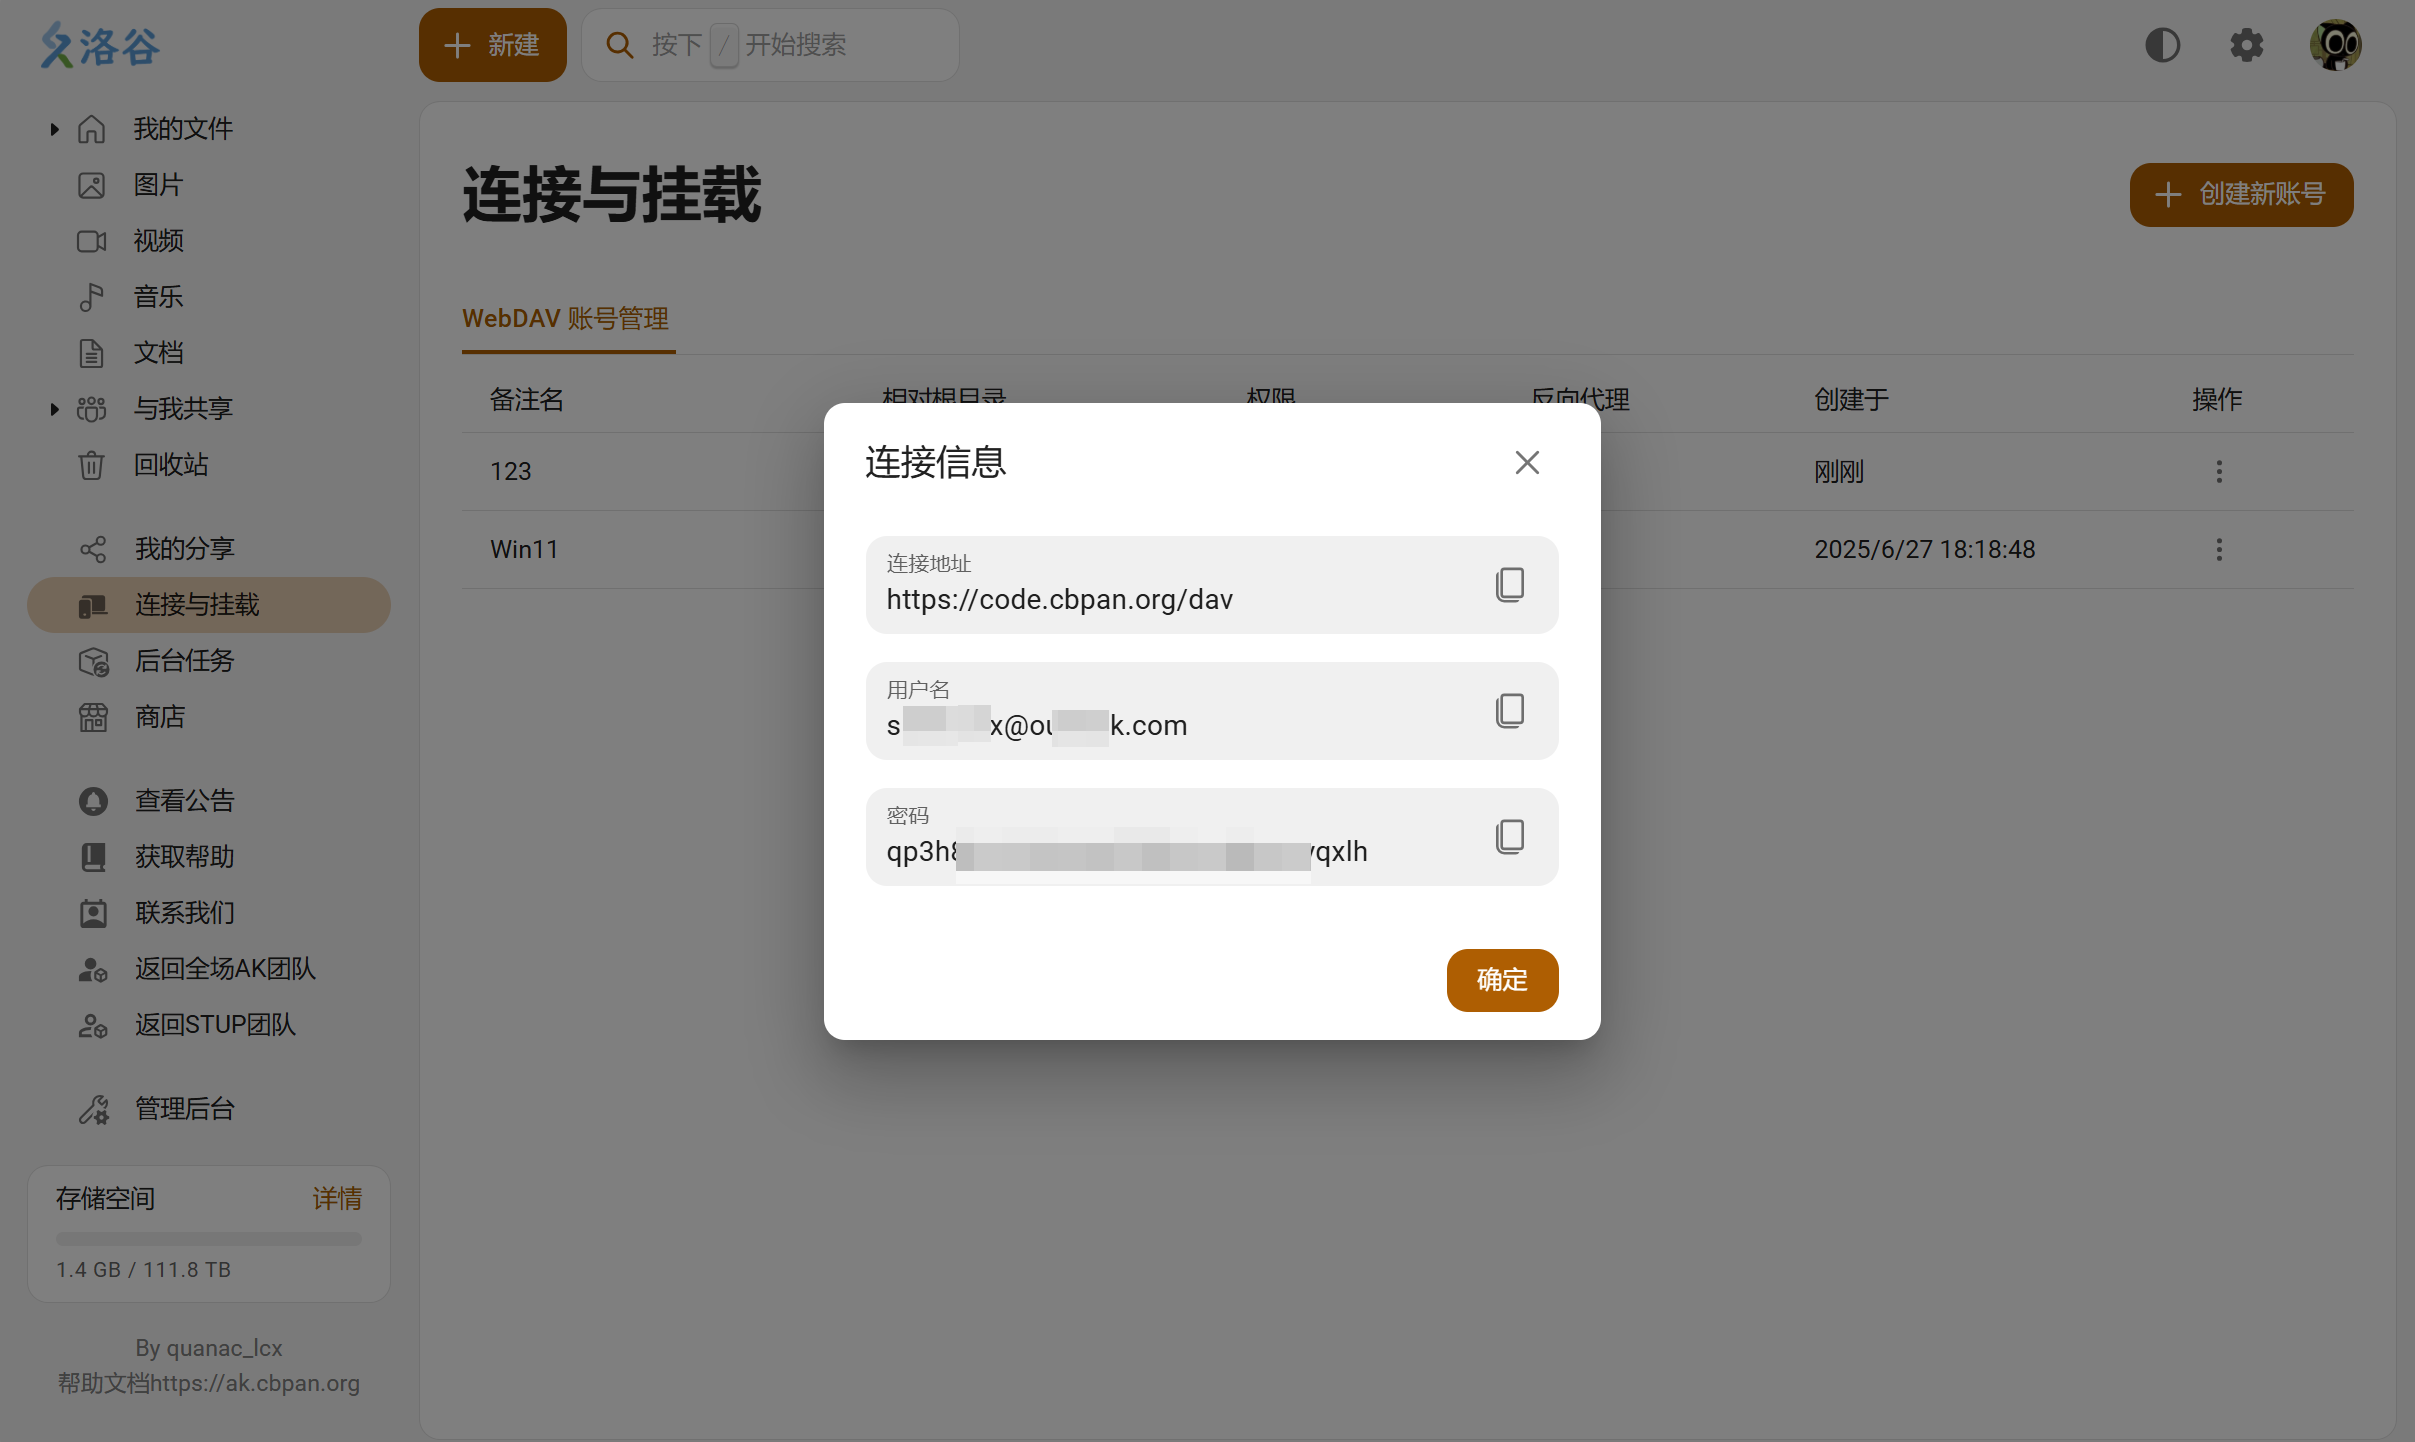 洛谷
新建
按下 / 开始搜索
我的文件
图片
视频
音乐
文档
与我共享
回收站
我的分享
连接与挂载
后台任务
商店
查看公告
获取帮助
联系我们
返回全场AK团队
返回STUP团队
管理后台
存储空间 详情
1.4 GB / 111.8 TB
By quanac_lcx
帮助文档https://ak.cbpan.org
连接与挂载
创建新账号
WebDAV 账号管理
备注名 相对根目录 权限 反向代理 创建于 操作
123 刚刚
Win11 2025/6/27 18:18:48
连接信息
连接地址
https://code.cbpan.org/dav
用户名
s x@ou k.com
密码
qp3h qxlh
确定